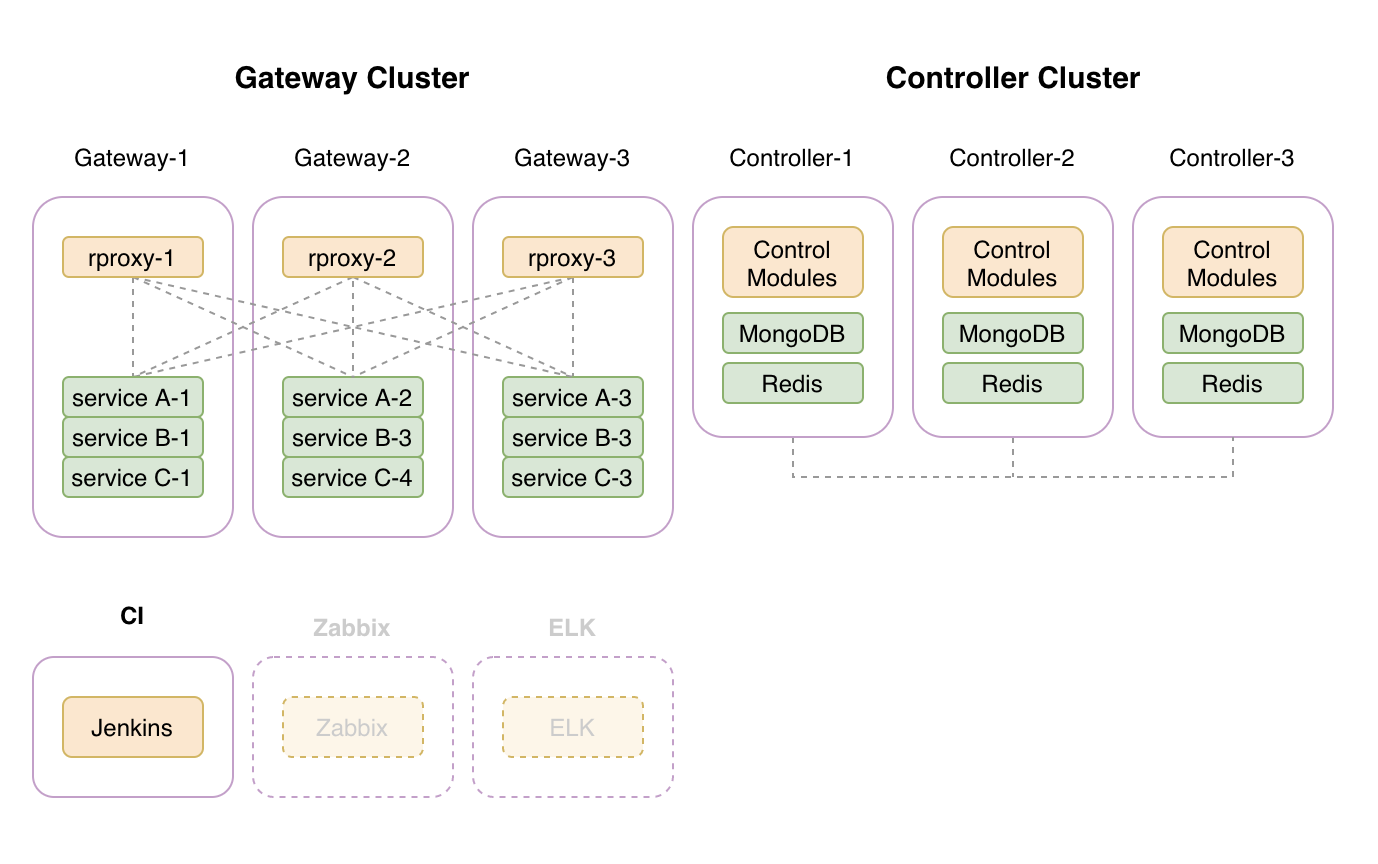 Gateway Cluster
Controller Cluster
Gateway-1
Gateway-2
Gateway-3
Controller-1
Controller-2
Controller-3
rproxy-1
rproxy-2
rproxy-3
Control
Modules
Control
Modules
Control
Modules
MongoDB
MongoDB
MongoDB
Redis
Redis
Redis
service A-1
service A-2
service A-3
service B-1
service B-3
service B-3
service C-1
service C-4
service C-3
CI
Zabbix
ELK
Jenkins
Zabbix
ELK